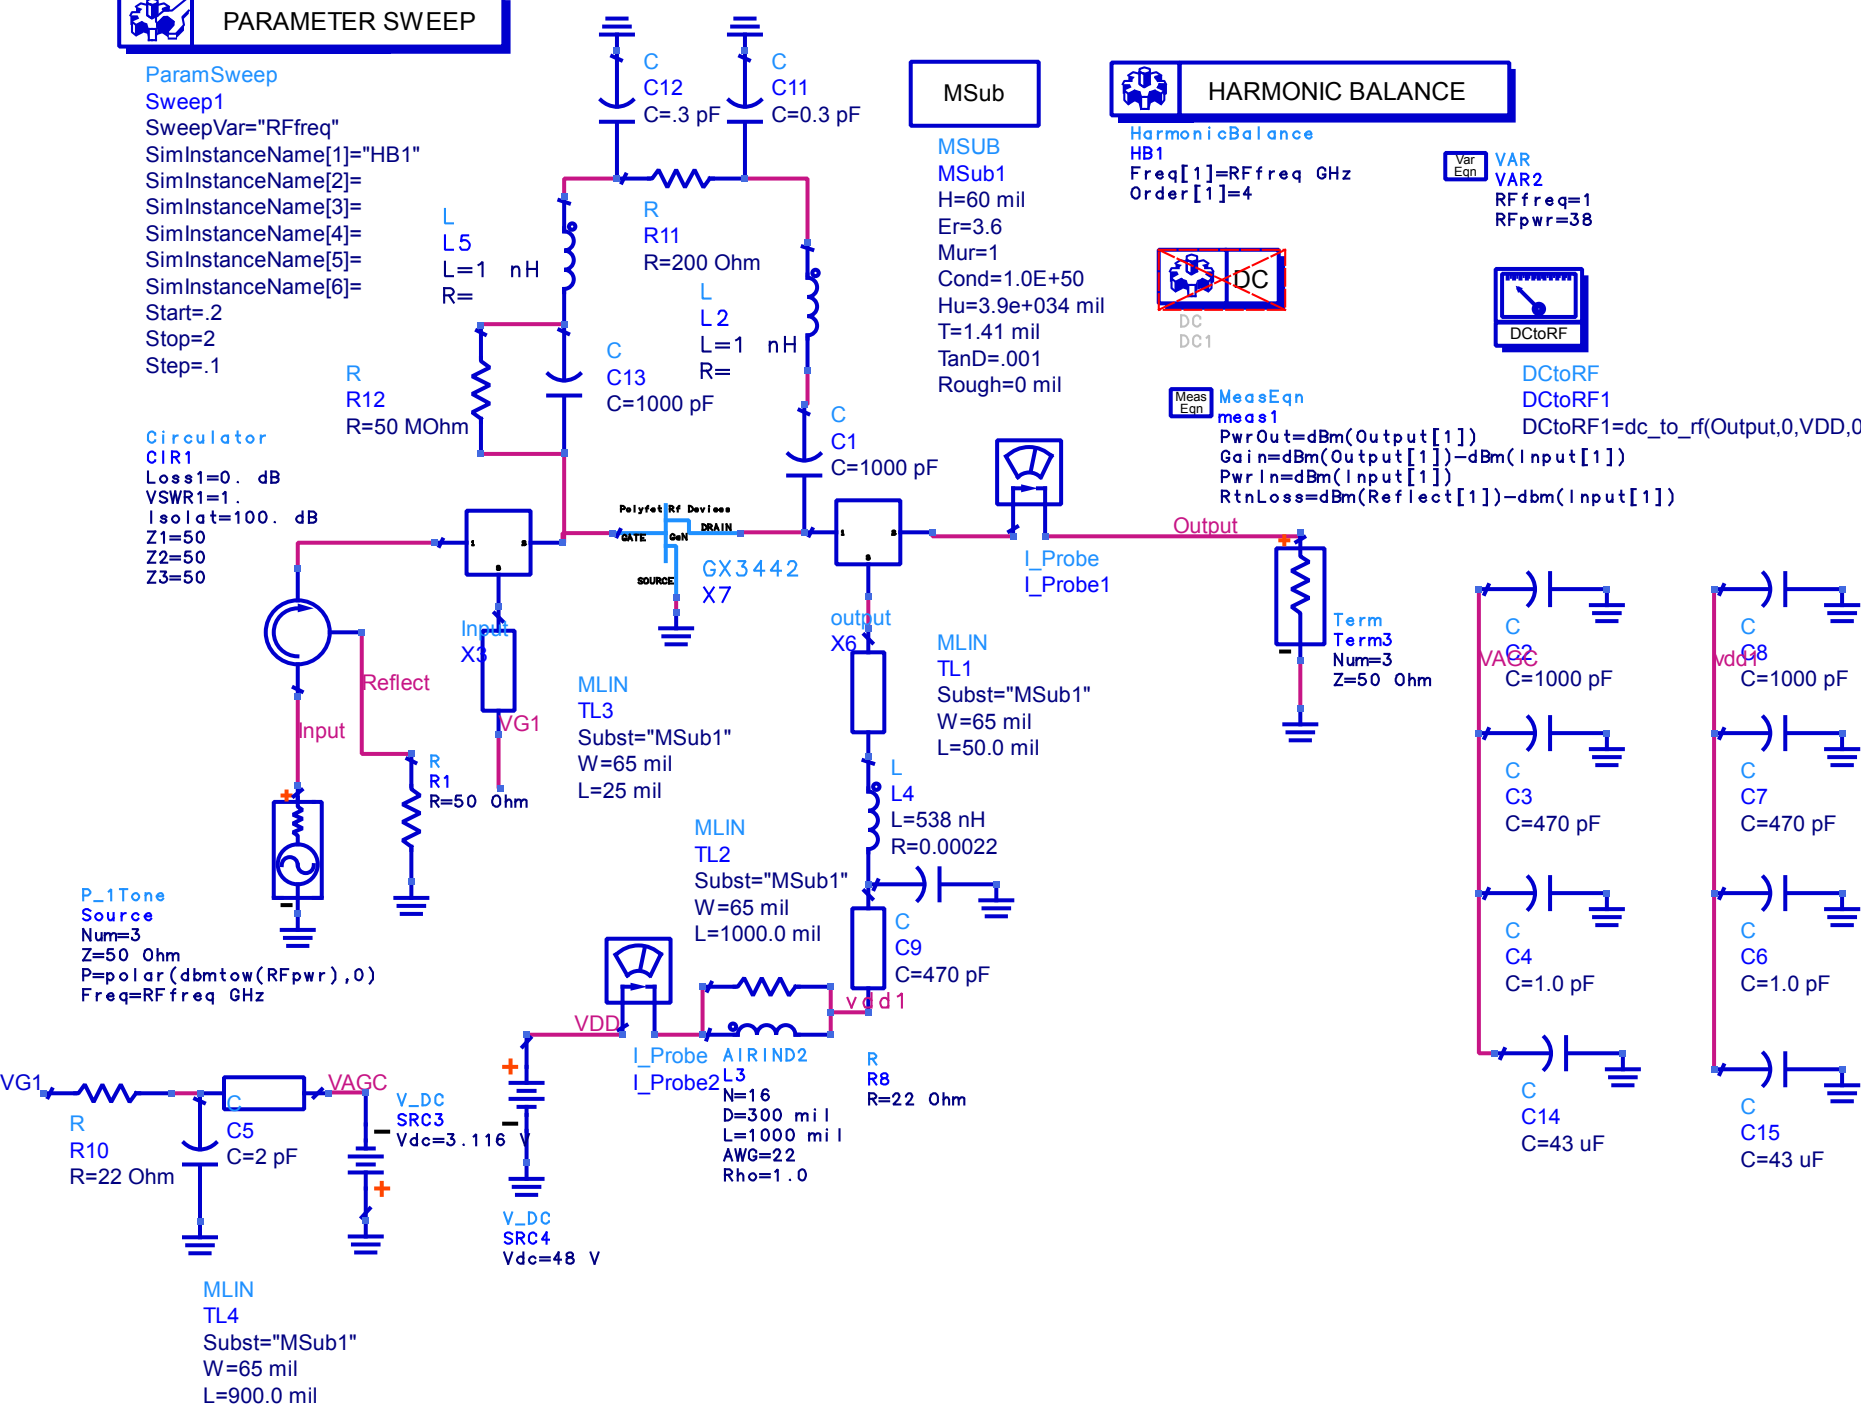 PARAMETER SWEEP
ParamSweep
Sweep1
SweepVar="RFfreq"
SimInstanceName[1]="HB1"
SimInstanceName[2]=
SimInstanceName[3]=
SimInstanceName[4]=
SimInstanceName[5]=
SimInstanceName[6]=
Start=.2
Stop=2
Step=.1
C
C12
C=.3 pF
C
C11
C=0.3 pF
MSub
MSUB
MSub1
H=60 mil
Er=3.6
Mur=1
Cond=1.0E+50
Hu=3.9e+034 mil
T=1.41 mil
TanD=.001
Rough=0 mil
HARMONIC BALANCE
HarmonicBalance
HB1
Freq[1]=RFfreq GHz
Order[1]=4
Var
Eqn
VAR
VAR2
RFfreq=1
RFpwr=38
DC
DC
DC1
DCtoRF
DCtoRF
DCtoRF1
DCtoRF1=dc_to_rf(Output,0,VDD,0
Meas
Eqn
MeasEqn
meas1
PwrOut=dBm(Output[1])
Gain=dBm(Output[1])-dBm(Input[1])
PwrIn=dBm(Input[1])
RtnLoss=dBm(Reflect[1])-dbm(Input[1])
L
L5
L=1 nH
R=
R
R11
R=200 Ohm
L
L2
L=1 nH
R=
R
R12
R=50 MOhm
C
C13
C=1000 pF
C
C1
C=1000 pF
Circulator
CIR1
Loss1=0. dB
VSWR1=1.
Isolat=100. dB
Z1=50
Z2=50
Z3=50
1
2
3
Polyfet Rf Devices
GATE
GaN
DRAIN
SOURCE
GX3442
X7
1
2
3
I_Probe
I_Probe1
Output
+
Term
Term3
Num=3
Z=50 Ohm
Input
X3
VG1
output
X6
Reflect
Input
R
R1
R=50 Ohm
MLIN
TL3
Subst="MSub1"
W=65 mil
L=25 mil
MLIN
TL1
Subst="MSub1"
W=65 mil
L=50.0 mil
L
L4
L=538 nH
R=0.00022
MLIN
TL2
Subst="MSub1"
W=65 mil
L=1000.0 mil
C
C9
C=470 pF
+
P_1Tone
Source
Num=3
Z=50 Ohm
P=polar(dbmtow(RFpwr),0)
Freq=RFfreq GHz
VDD
vdd1
I_Probe
I_Probe2
AIRIND2
L3
N=16
D=300 mil
L=1000 mil
AWG=22
Rho=1.0
R
R8
R=22 Ohm
VG1
VAGC
R
R10
R=22 Ohm
C
C5
C=2 pF
V_DC
SRC3
Vdc=3.116 V
+
+
V_DC
SRC4
Vdc=48 V
MLIN
TL4
Subst="MSub1"
W=65 mil
L=900.0 mil
VAGC
C
C2
C=1000 pF
C
C3
C=470 pF
C
C4
C=1.0 pF
C
C14
C=43 uF
vdd1
C
C8
C=1000 pF
C
C7
C=470 pF
C
C6
C=1.0 pF
C
C15
C=43 uF